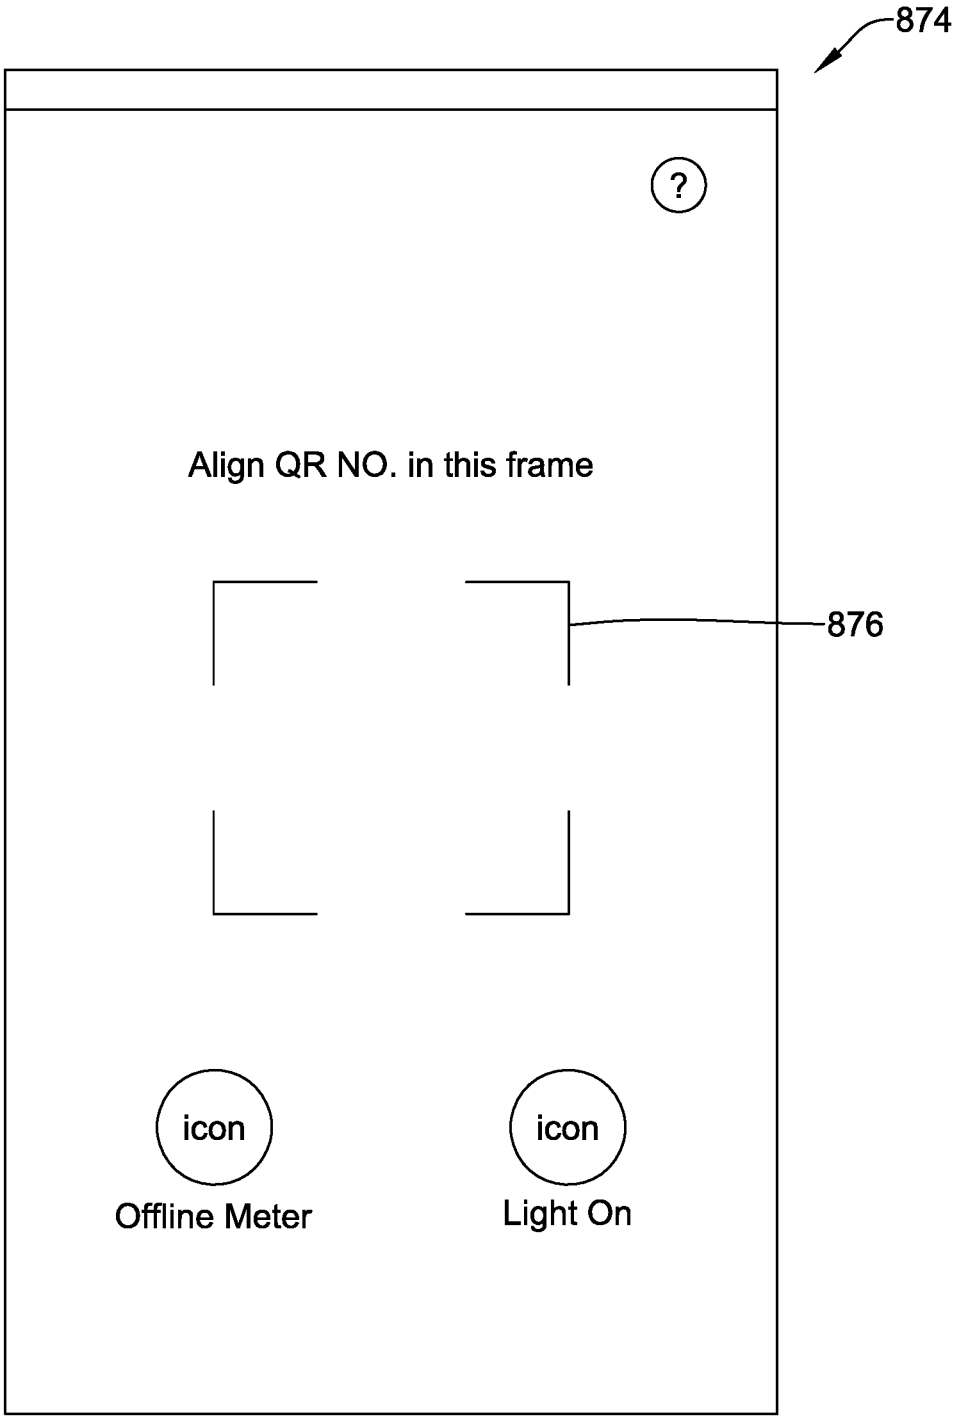 874
?
Align QR NO. in this frame
876
icon
icon
Offline Meter
Light On